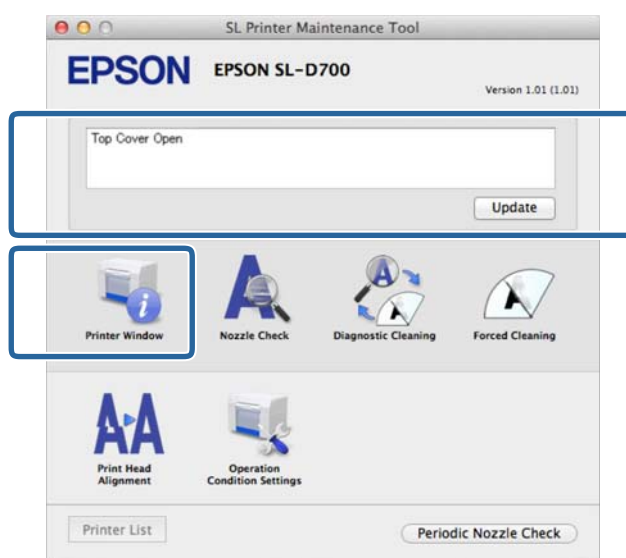 SL Printer Maintenance Tool
EPSON EPSON SL-D700
Version 1.01 (1.01)
Top Cover Open
Update
Printer Window Nozzle Check Diagnostic Cleaning Forced Cleaning
Print Head Operation
Alignment Condition Settings
Printer List Periodic Nozzle Check